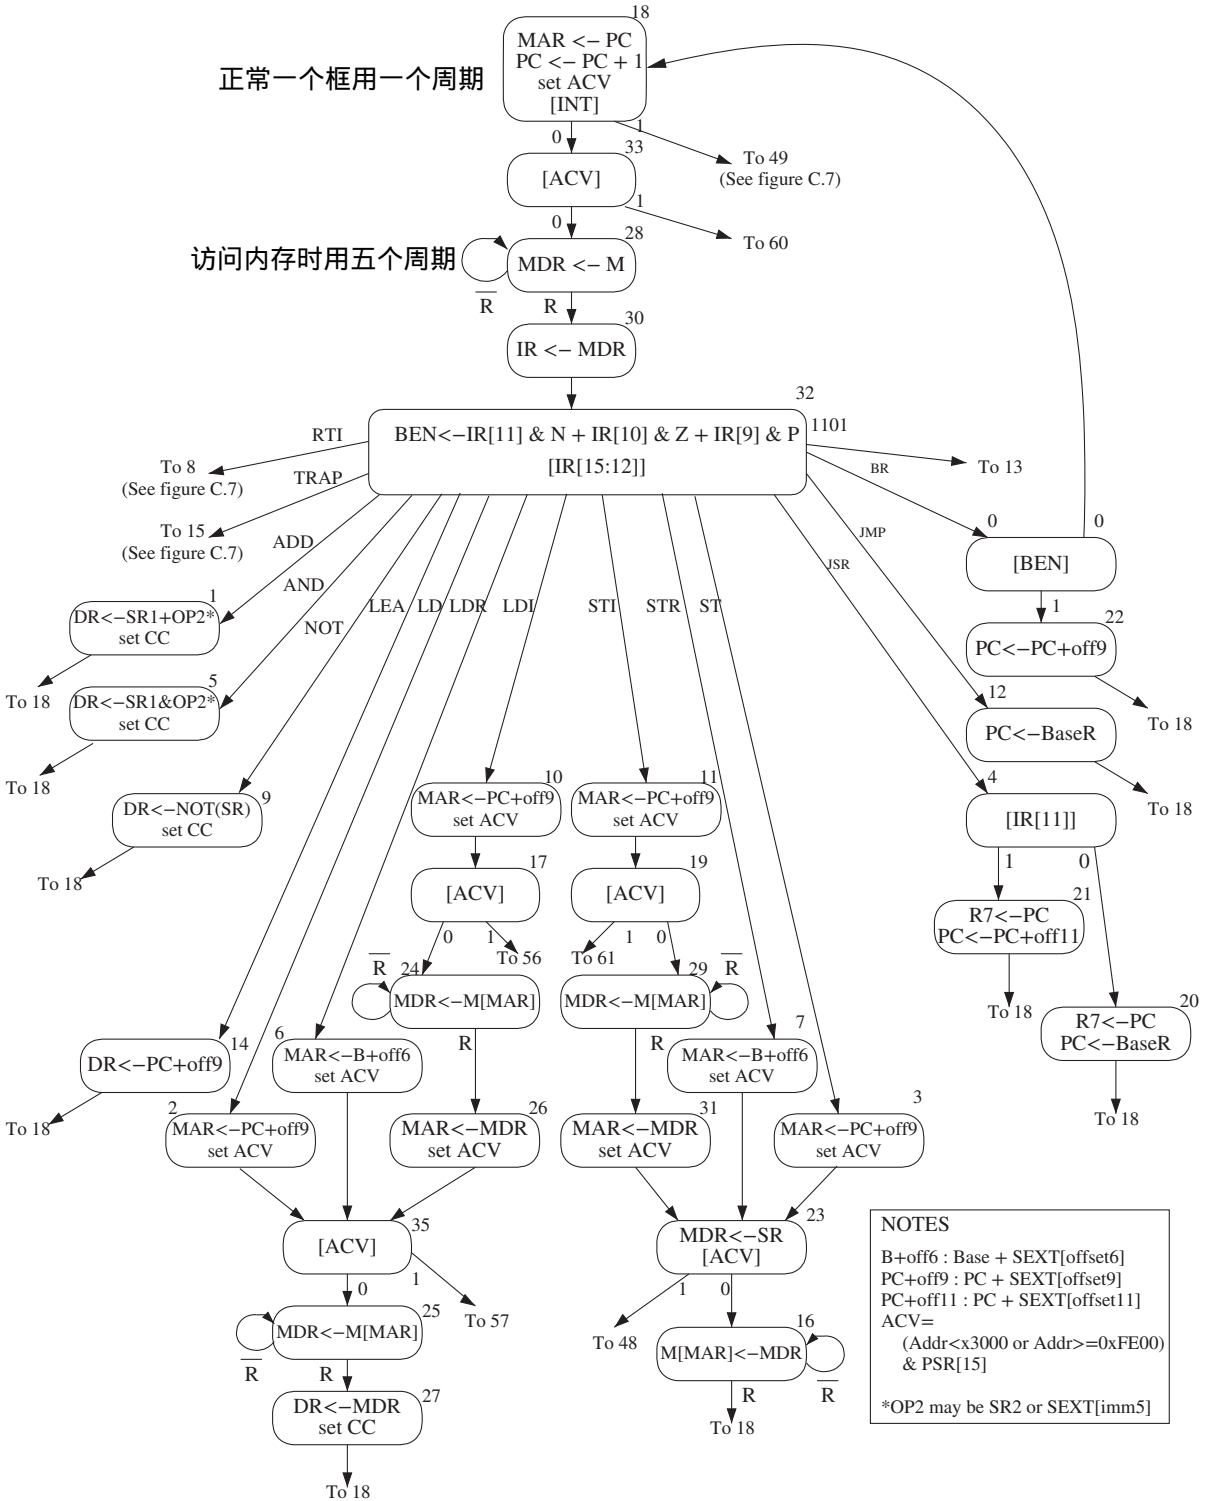 18
MAR <– PC
PC <– PC + 1
set ACV
[INT]
正常一个框用一个周期
0
1
To 49
(See figure C.7)
33
[ACV]
0
1
To 60
28
MDR <– M
访问内存时用五个周期
R
R
30
IR <– MDR
32
1101
BEN<–IR[11] & N + IR[10] & Z + IR[9] & P
[IR[15:12]]
RTI
To 8
(See figure C.7)
TRAP
To 15
(See figure C.7)
To 13
BR
JMP
JSR
ADD
AND
NOT
LEA
LD
LDR
LDI
STI
STR
ST
0
0
[BEN]
1
22
PC<–PC+off9
To 18
12
PC<–BaseR
To 18
4
[IR[11]]
1
0
21
R7<–PC
PC<–PC+off11
To 18
20
R7<–PC
PC<–BaseR
To 18
1
DR<–SR1+OP2*
set CC
To 18
5
DR<–SR1&OP2*
set CC
To 18
9
DR<–NOT(SR)
set CC
To 18
10
MAR<–PC+off9
set ACV
17
[ACV]
0
1
To 56
R
24
MDR<–M[MAR]
R
11
MAR<–PC+off9
set ACV
19
[ACV]
1
0
To 61
29
R
MDR<–M[MAR]
R
14
DR<–PC+off9
To 18
6
MAR<–B+off6
set ACV
7
MAR<–B+off6
set ACV
2
MAR<–PC+off9
set ACV
26
MAR<–MDR
set ACV
31
MAR<–MDR
set ACV
3
MAR<–PC+off9
set ACV
35
[ACV]
0
1
To 57
25
MDR<–M[MAR]
R
R
27
DR<–MDR
set CC
To 18
23
MDR<–SR
[ACV]
1
0
To 48
16
M[MAR]<–MDR
R
R
To 18
NOTES
B+off6 : Base + SEXT[offset6]
PC+off9 : PC + SEXT[offset9]
PC+off11 : PC + SEXT[offset11]
ACV=
(Addr<x3000 or Addr>=0xFE00)
& PSR[15]
*OP2 may be SR2 or SEXT[imm5]